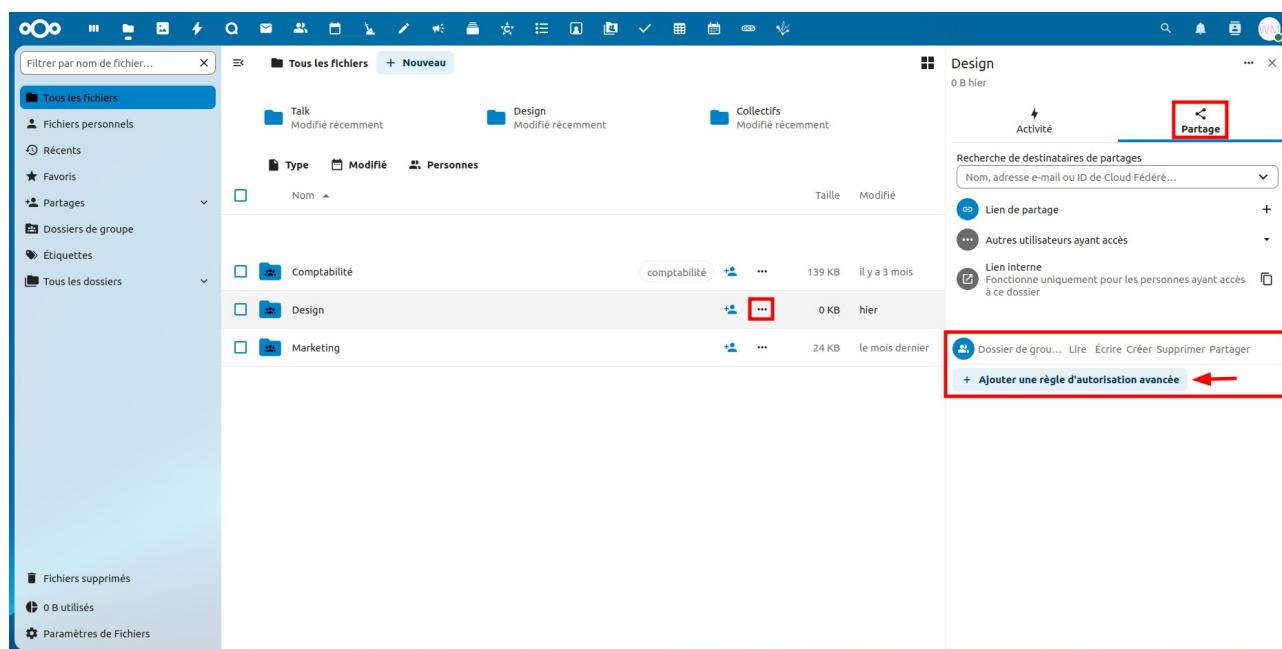 WM
Filtrer par nom de fichier...
Tous les fichiers
Fichiers personnels
Récents
Favoris
Partages
Dossiers de groupe
Étiquettes
Tous les dossiers
Fichiers supprimés
0 B utilisés
Paramètres de Fichiers
Tous les fichiers + Nouveau
Talk
Modifié récemment
Design
Modifié récemment
Collectifs
Modifié récemment
Type Modifié Personnes
Nom Taille Modifié
Comptabilité comptabilité 139 KB il y a 3 mois
Design 0 KB hier
Marketing 24 KB le mois dernier
Design
0 B hier
Activité Partage
Recherche de destinataires de partages
Nom, adresse e-mail ou ID de Cloud Fédéré...
Lien de partage
Autres utilisateurs ayant accès
Lien interne
Fonctionne uniquement pour les personnes ayant accès
à ce dossier
Dossier de grou... Lire Écrire Créer Supprimer Partager
+ Ajouter une règle d'autorisation avancée